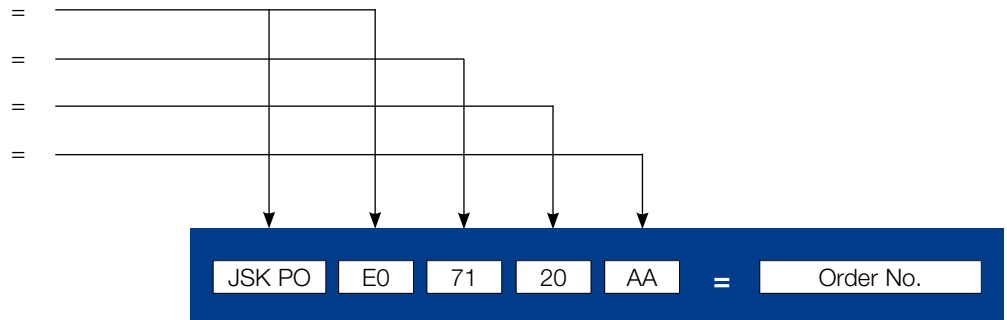 =
=
=
=
JSK PO E0 71 20 AA = Order No.